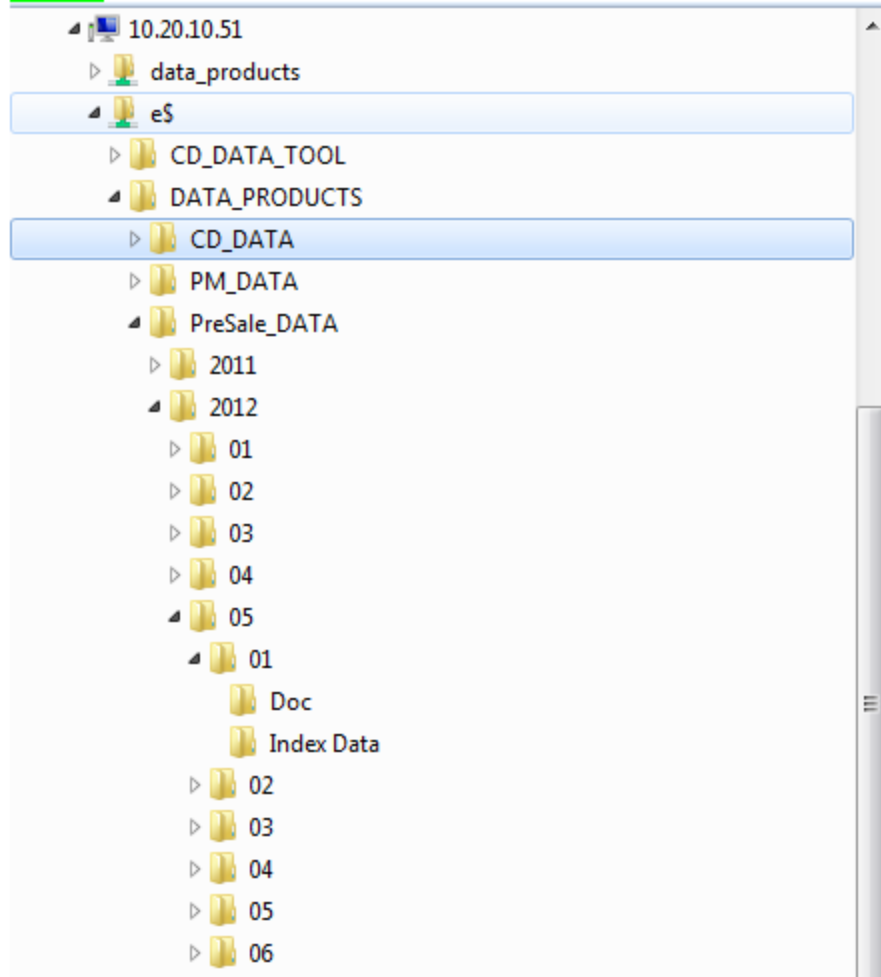 10.20.10.51
data_products
e$
CD_DATA_TOOL
DATA_PRODUCTS
CD_DATA
PM_DATA
PreSale_DATA
2011
2012
01
02
03
04
05
01
Doc
Index Data
02
03
04
05
06